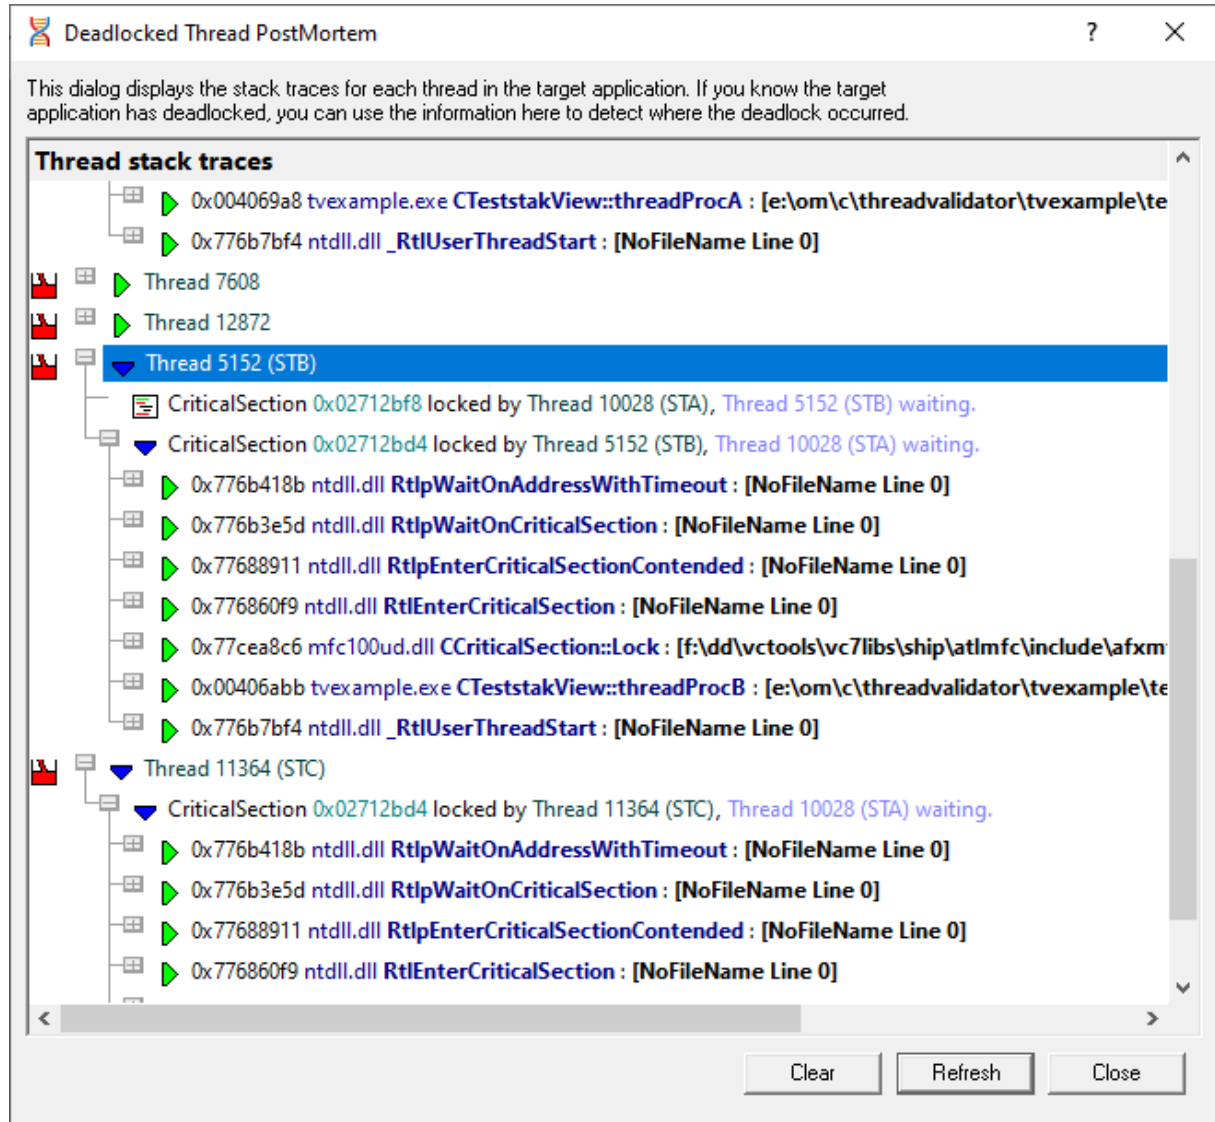 Deadlocked Thread PostMortem
This dialog displays the stack traces for each thread in the target application. If you know the target
application has deadlocked, you can use the information here to detect where the deadlock occurred.
Thread stack traces
0x004069a8 tvexample.exe CTeststakView::threadProcA : [e:\om\c\threadvalidator\tvexample\te
0x776b7bf4 ntdll.dll _RtlUserThreadStart : [NoFileName Line 0]
Thread 7608
Thread 12872
Thread 5152 (STB)
CriticalSection 0x02712bf8 locked by Thread 10028 (STA), Thread 5152 (STB) waiting.
CriticalSection 0x02712bd4 locked by Thread 5152 (STB), Thread 10028 (STA) waiting.
0x776b418b ntdll.dll RtlpWaitOnAddressWithTimeout : [NoFileName Line 0]
0x776b3e5d ntdll.dll RtlpWaitOnCriticalSection : [NoFileName Line 0]
0x77688911 ntdll.dll RtlpEnterCriticalSectionContended : [NoFileName Line 0]
0x776860f9 ntdll.dll RtlEnterCriticalSection : [NoFileName Line 0]
0x77cea8c6 mfc100ud.dll CCriticalSection::Lock : [f:\dd\vctools\vc7libs\ship\atlmfc\include\afxm
0x00406abb tvexample.exe CTeststakView::threadProcB : [e:\om\c\threadvalidator\tvexample\te
0x776b7bf4 ntdll.dll _RtlUserThreadStart : [NoFileName Line 0]
Thread 11364 (STC)
CriticalSection 0x02712bd4 locked by Thread 11364 (STC), Thread 10028 (STA) waiting.
0x776b418b ntdll.dll RtlpWaitOnAddressWithTimeout : [NoFileName Line 0]
0x776b3e5d ntdll.dll RtlpWaitOnCriticalSection : [NoFileName Line 0]
0x77688911 ntdll.dll RtlpEnterCriticalSectionContended : [NoFileName Line 0]
0x776860f9 ntdll.dll RtlEnterCriticalSection : [NoFileName Line 0]
Clear Refresh Close